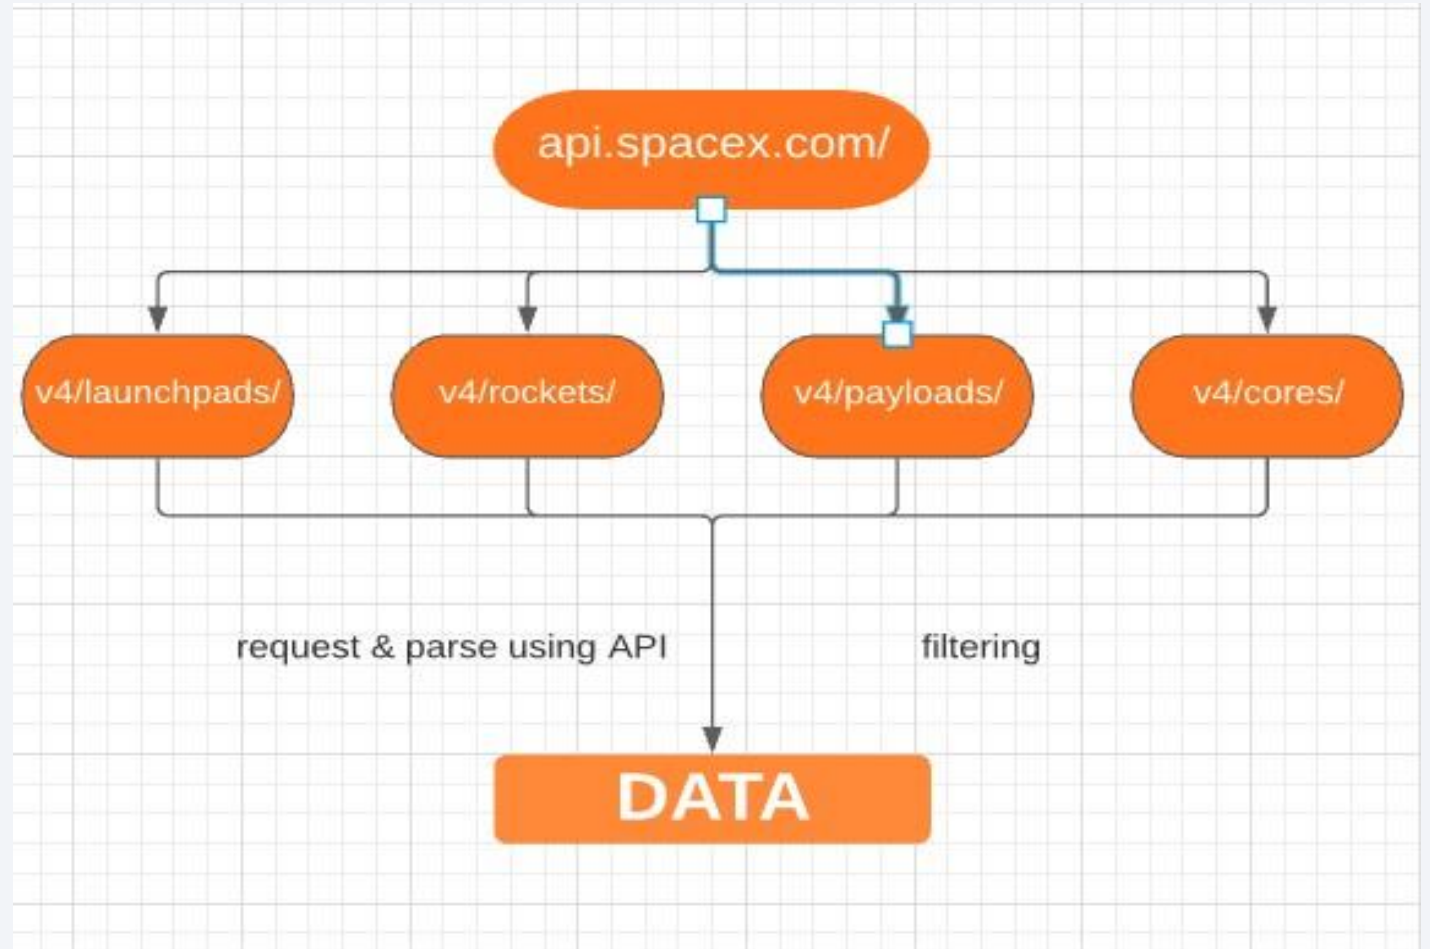 api.spacex.com/
v4/launchpads/
v4/rockets/
v4/payloads/
v4/cores/
request & parse using API
filtering
DATA